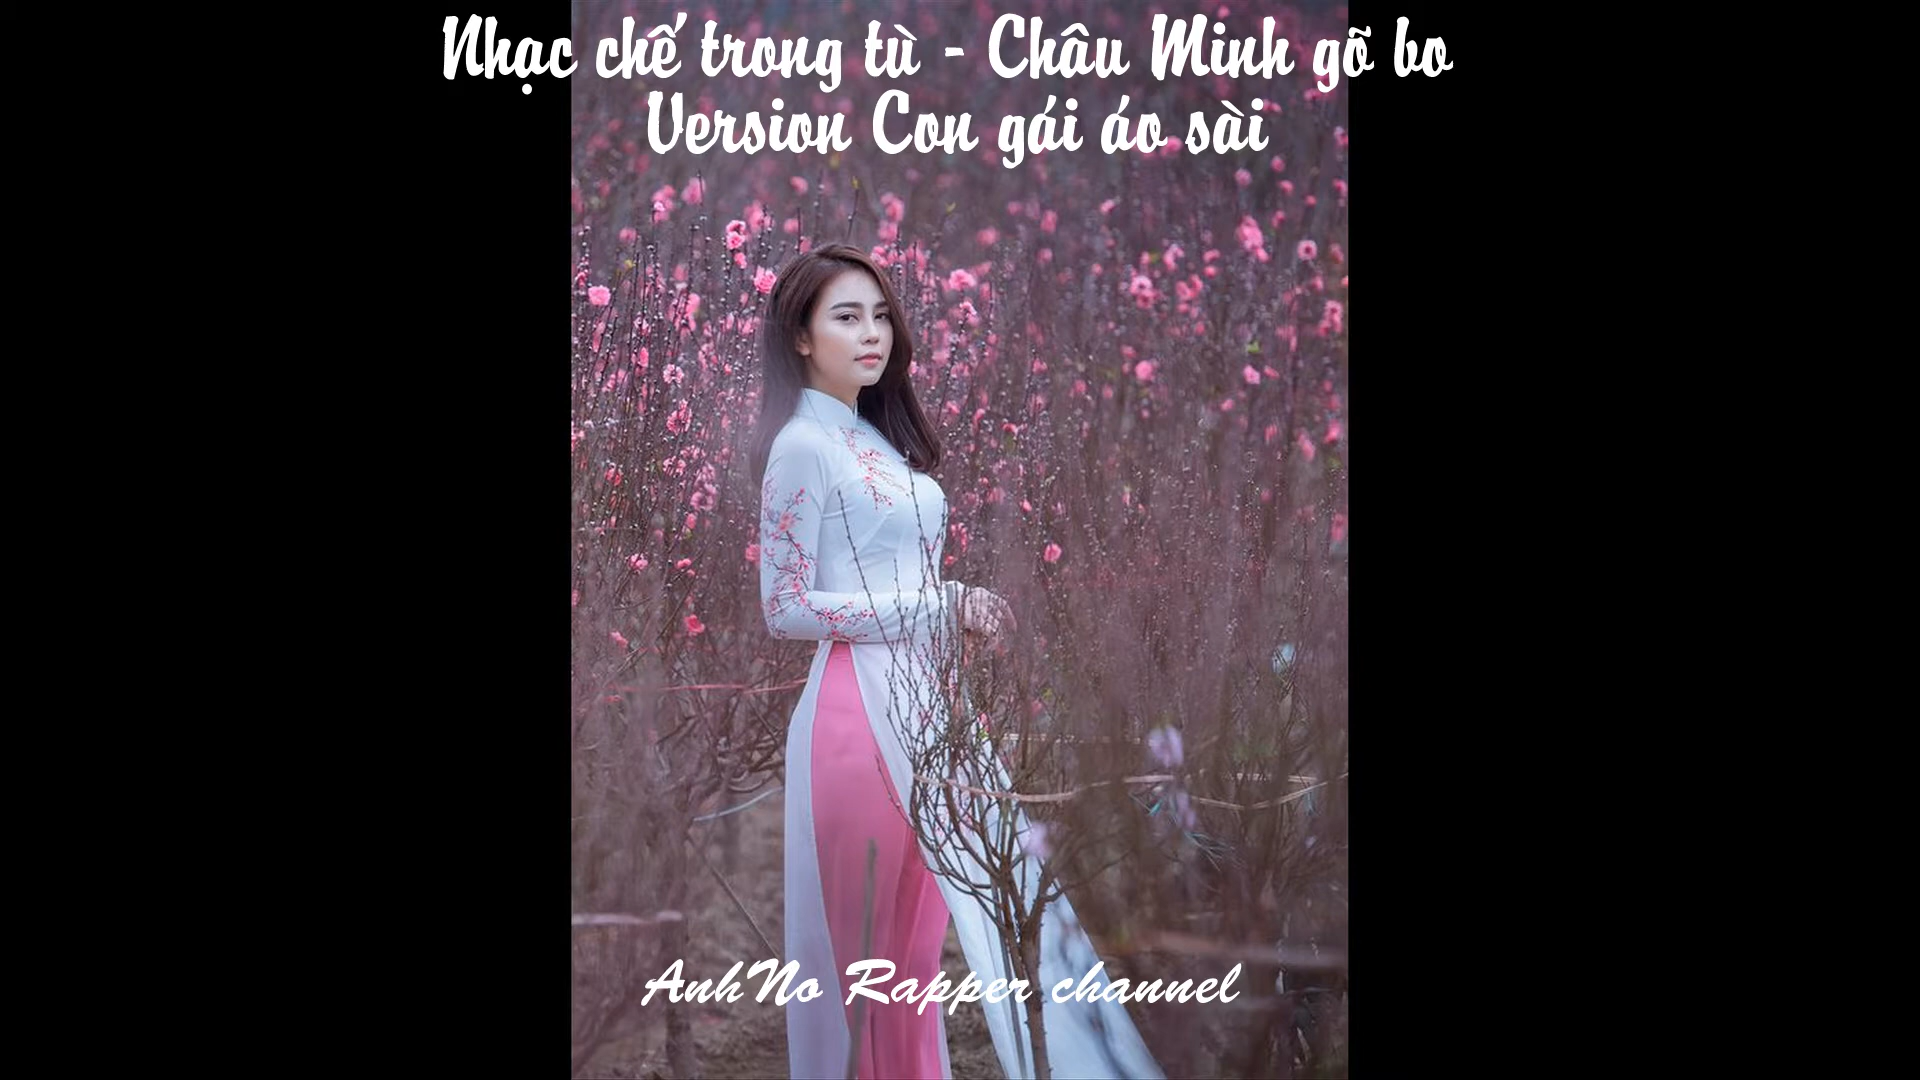 Nhạc chế trong tù - Châu Minh gõ bo
Version Con gái áo sài
AnhNo Rapper channel